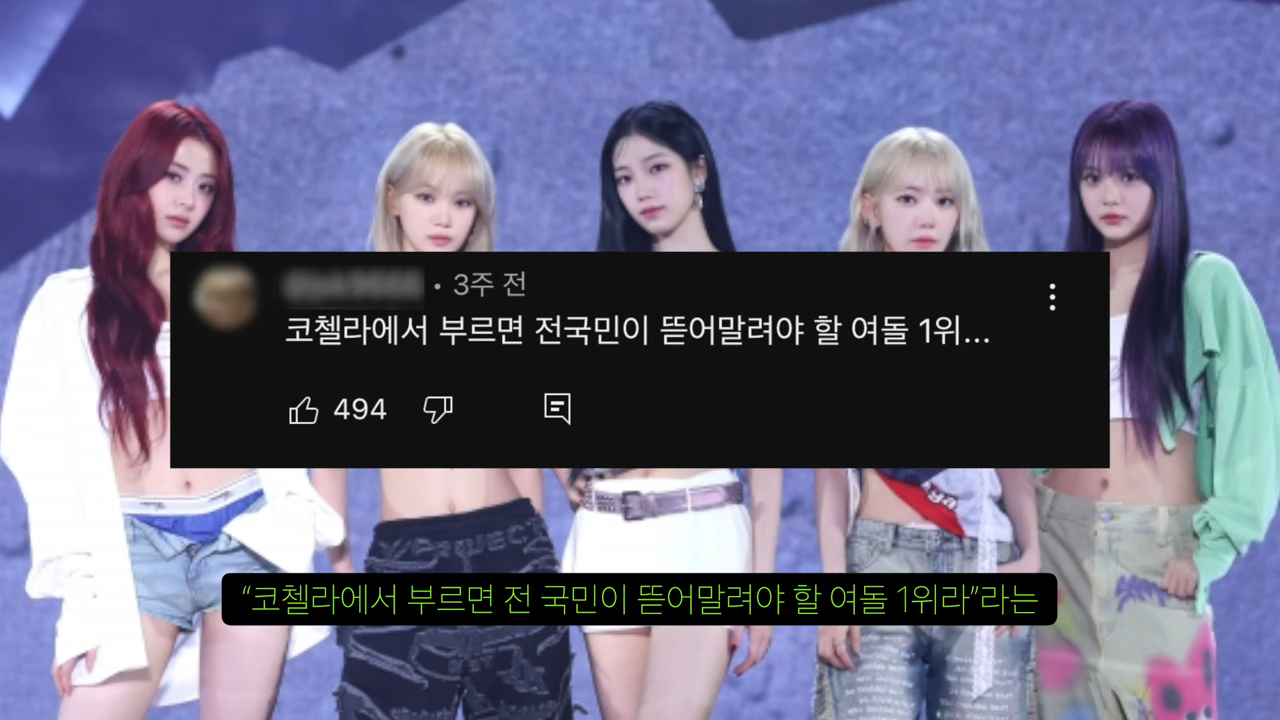 • 3주 전
코첼라에서 부르면 전국민이 뜯어말려야 할 여돌 1위...
494
“코첼라에서 부르면 전 국민이 뜯어말려야 할 여돌 1위라”라는